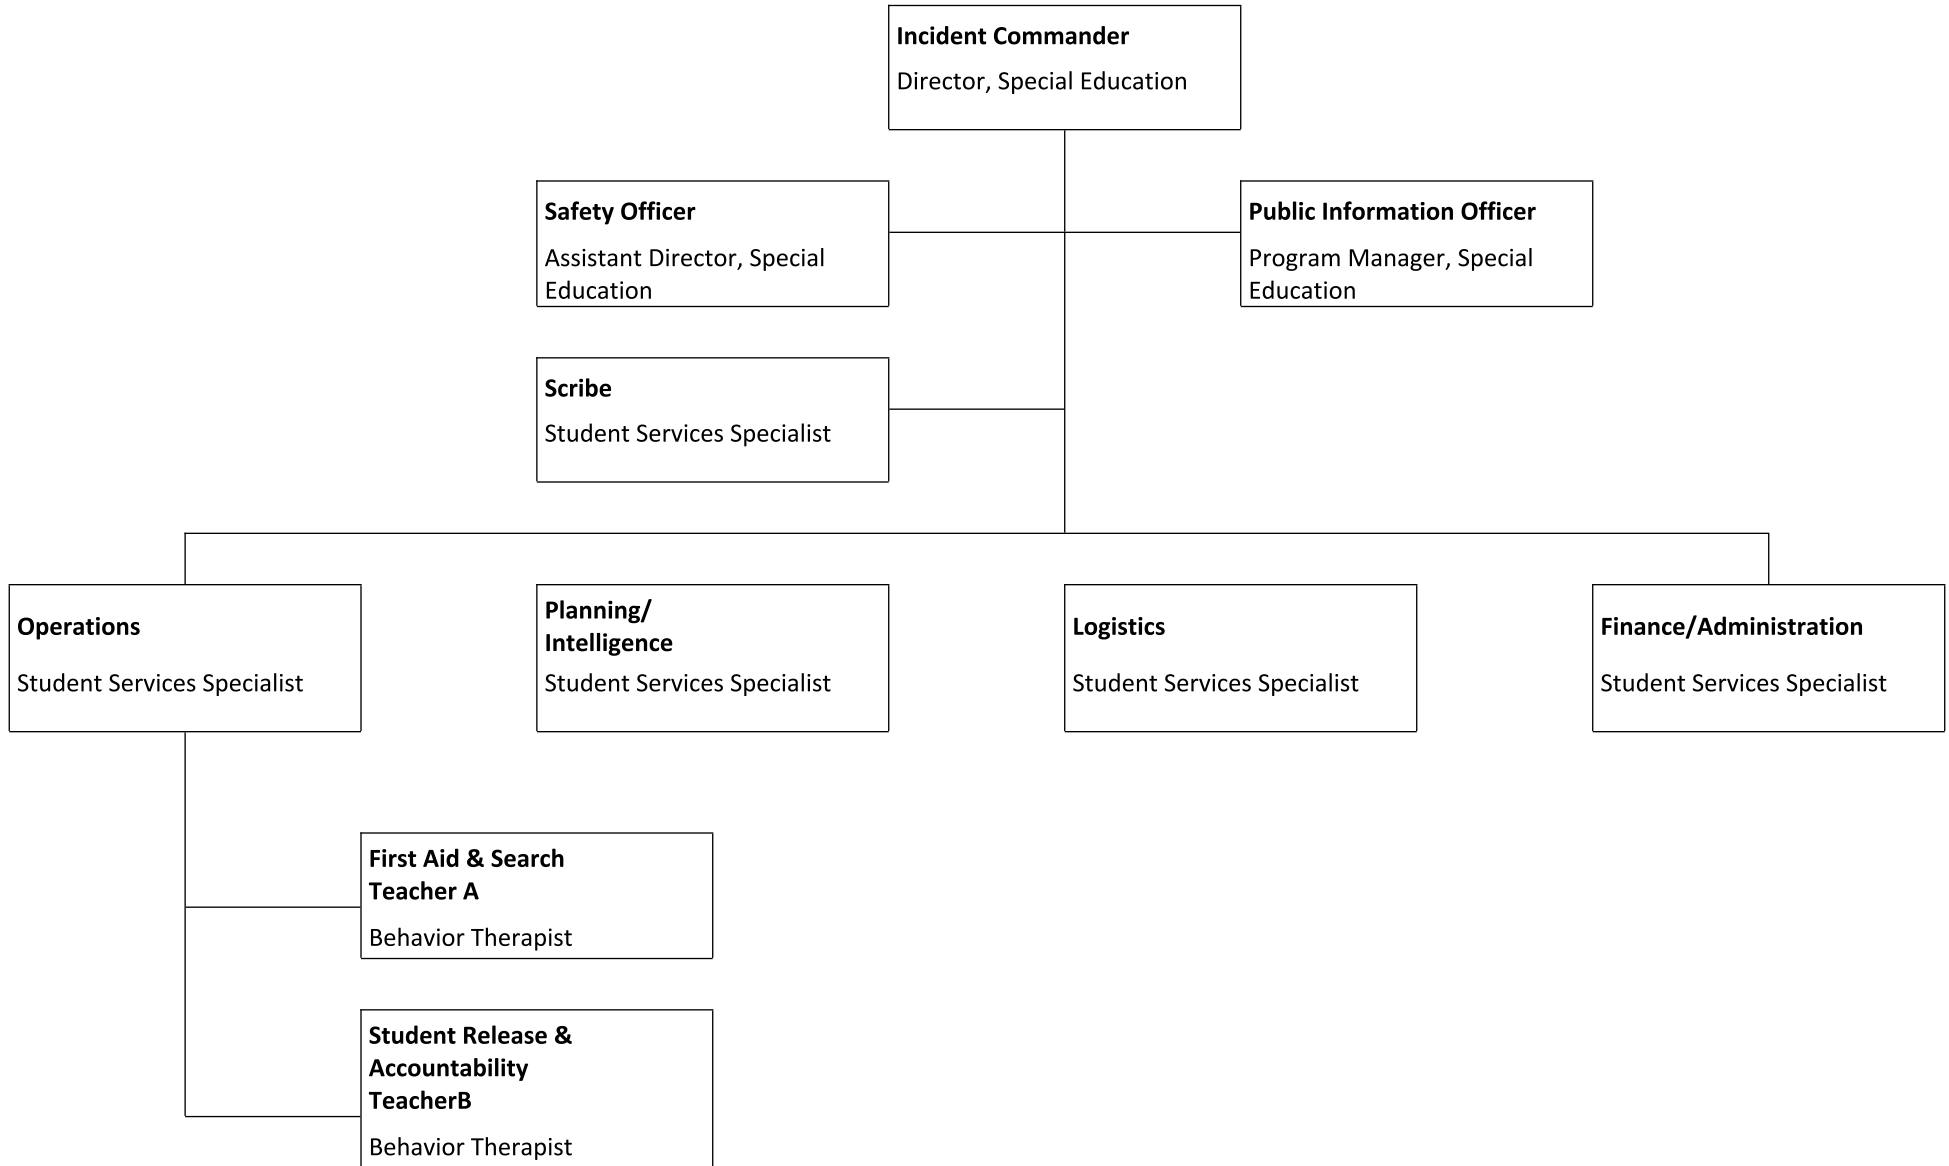 Incident Commander
Director, Special Education
Safety Officer
Assistant Director, Special
Education
Public Information Officer
Program Manager, Special
Education
Scribe
Student Services Specialist
Operations
Student Services Specialist
Planning/
Intelligence
Student Services Specialist
Logistics
Student Services Specialist
Finance/Administration
Student Services Specialist
First Aid & Search
Teacher A
Behavior Therapist
Student Release &
Accountability
TeacherB
Behavior Therapist